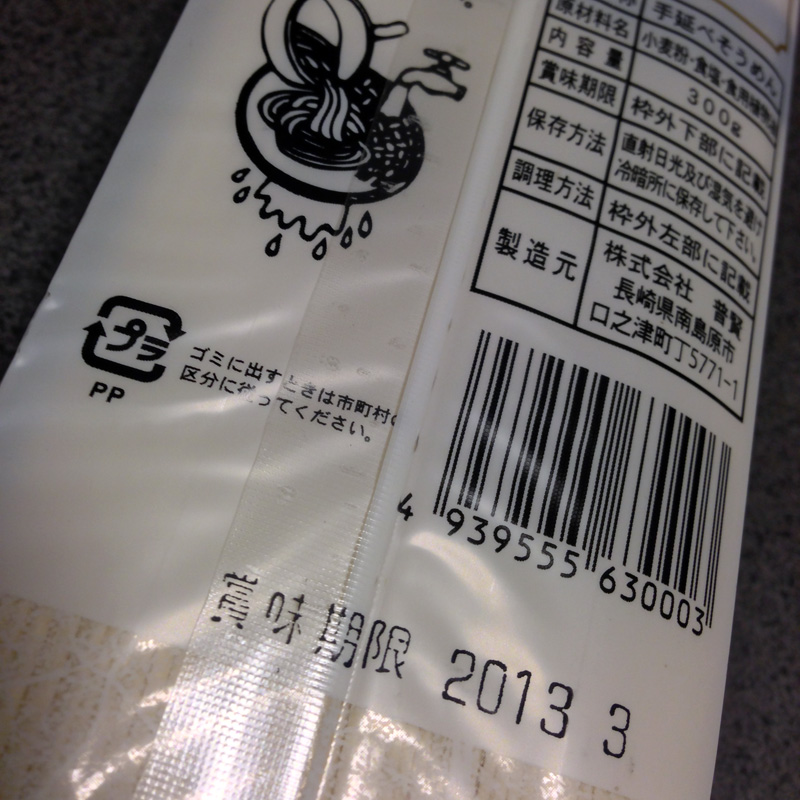 称 手延べそうめん
原材料名 小麦粉・食塩・食用植物油
内容量 300g
賞味期限 枠外下部に記載
保存方法 直射日光及び湿気を避け
冷暗所に保存して下さい。
調理方法 枠外左部に記載
製造元 株式会社 普賢
長崎県南島原市
口之津町丁5771-1
プラ
PP
ゴミに出すときは市町村の
区分に従ってください。
4 939555 630003
賞味期限 2013 3